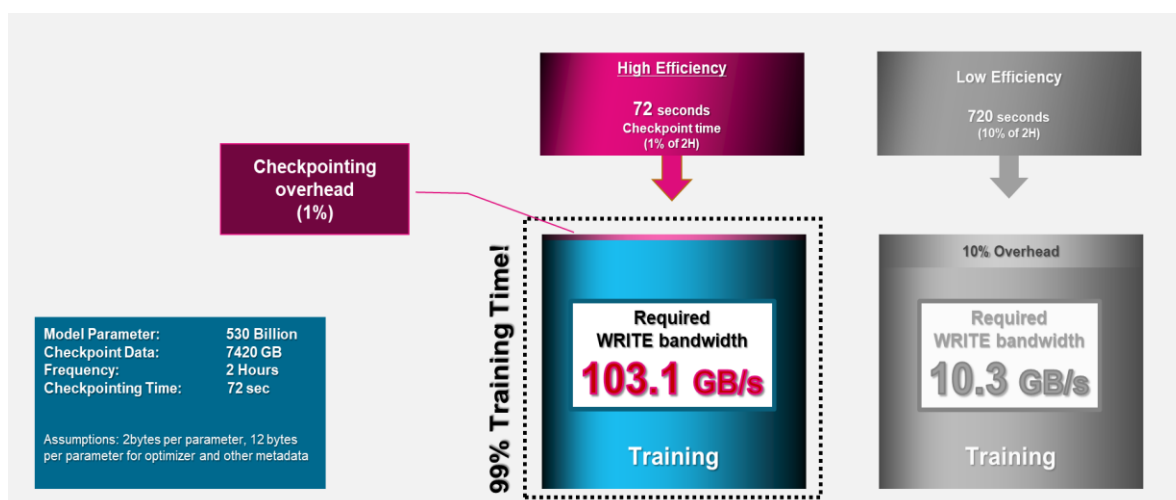 High Efficiency
72 seconds
Checkpoint time
(1% of 2H)
Low Efficiency
720 seconds
(10% of 2H)
Checkpointing
overhead
(1%)
99% Training Time!
10% Overhead
Required
WRITE bandwidth
103.1 GB/s
Training
Required
WRITE bandwidth
10.3 GB/s
Training
Model Parameter: 530 Billion
Checkpoint Data: 7420 GB
Frequency: 2 Hours
Checkpointing Time: 72 sec
Assumptions: 2bytes per parameter, 12 bytes
per parameter for optimizer and other metadata